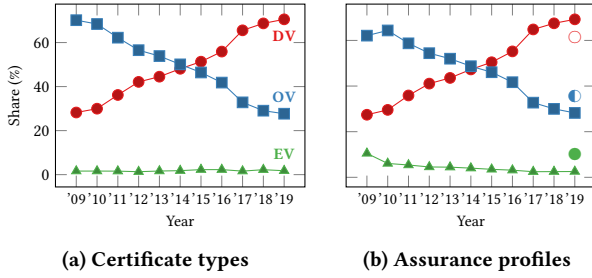 60
40
20
0
Share (%)
DV
OV
EV
'09 '10 '11 '12 '13 '14 '15 '16 '17 '18 '19
'09 '10 '11 '12 '13 '14 '15 '16 '17 '18 '19
Year
Year
(a) Certificate types
(b) Assurance profiles